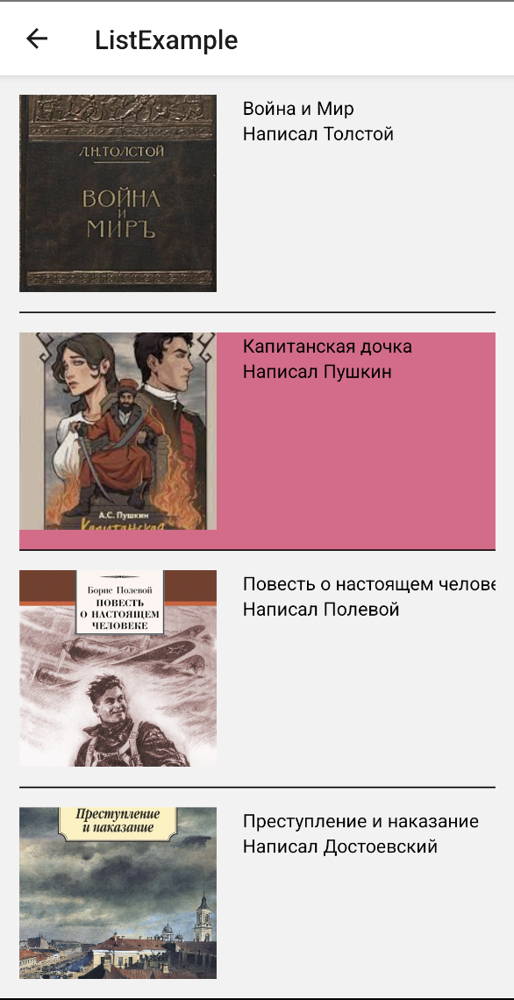 ListExample
Л.Н.ТОЛСТОЙ
ВОЙНА
И
МИРЪ
Война и Мир
Написал Толстой
А.С. Пушкин
Капитанская
Капитанская дочка
Написал Пушкин
Борис Полевой
ПОВЕСТЬ
О НАСТОЯЩЕМ
ЧЕЛОВЕКЕ
Повесть о настоящем челове
Написал Полевой
Преступление
и наказание
Преступление и наказание
Написал Достоевский